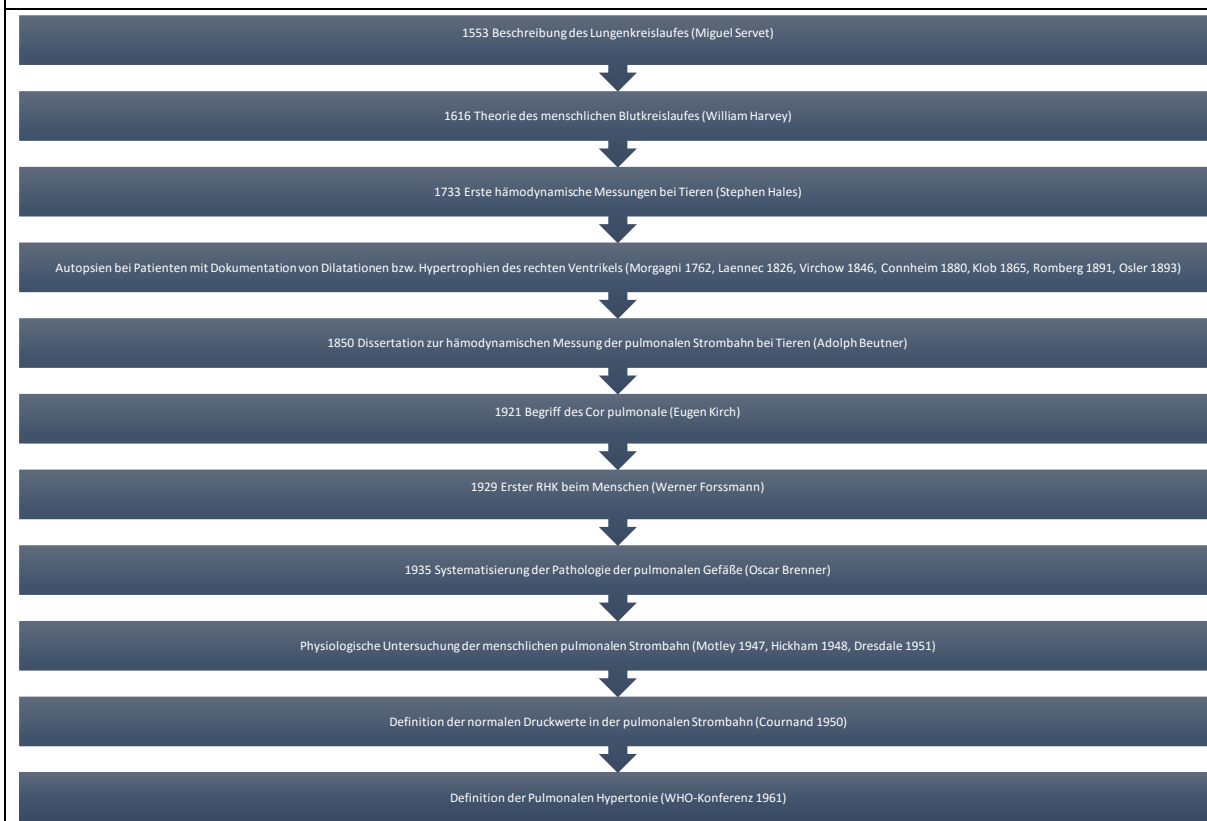 1553 Beschreibung des Lungenkreislaufes (Miguel Servet)
1616 Theorie des menschlichen Blutkreislaufes (William Harvey)
1733 Erste hämodynamische Messungen bei Tieren (Stephen Hales)
Autopsien bei Patienten mit Dokumentation von Dilatationen bzw. Hypertrophien des rechten Ventrikels (Morgagni 1762, Laennec 1826, Virchow 1846, Connheim 1880, Klob 1865, Romberg 1891, Osler 1893)
1850 Dissertation zur hämodynamischen Messung der pulmonalen Strombahn bei Tieren (Adolph Beutner)
1921 Begriff des Cor pulmonale (Eugen Kirch)
1929 Erster RHK beim Menschen (Werner Forssmann)
1935 Systematisierung der Pathologie der pulmonalen Gefäße (Oscar Brenner)
Physiologische Untersuchung der menschlichen pulmonalen Strombahn (Motley 1947, Hickham 1948, Dresdale 1951)
Definition der normalen Druckwerte in der pulmonalen Strombahn (Cournand 1950)
Definition der Pulmonalen Hypertonie (WHO-Konferenz 1961)